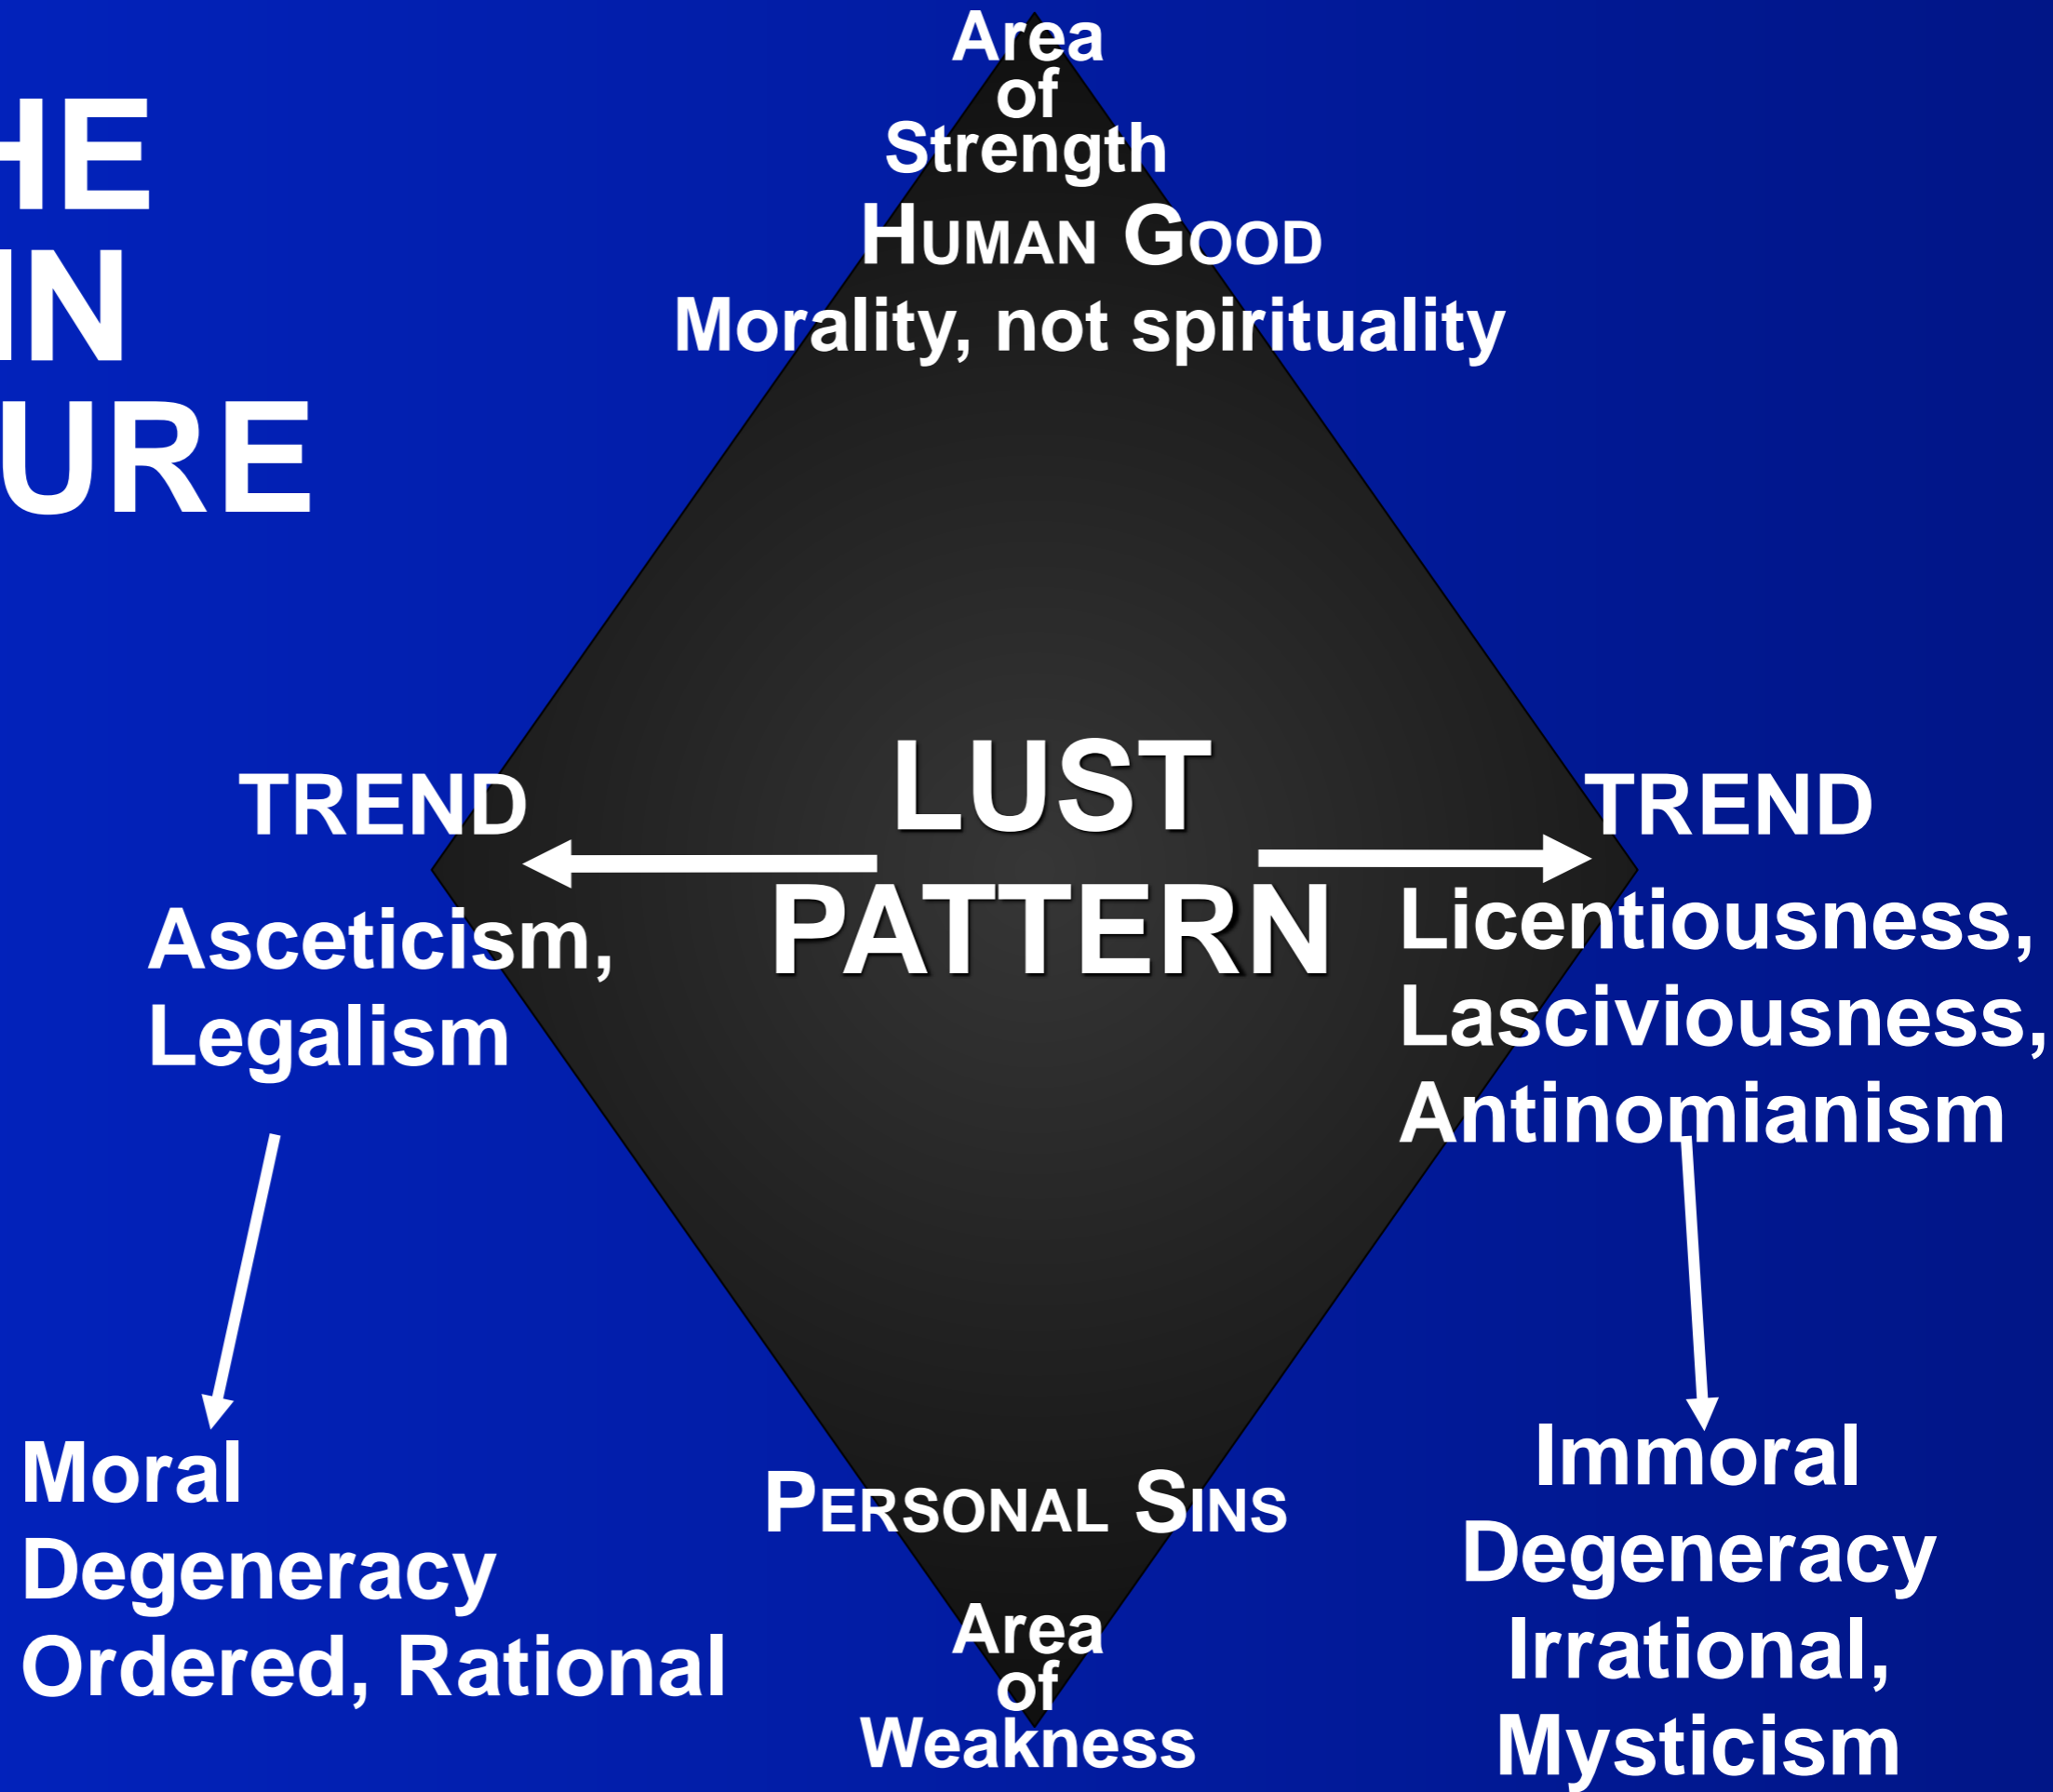 HE
IN
URE
Area
of
Strength
HUMAN GOOD
Morality, not spirituality
LUST
PATTERN
TREND
Asceticism,
Legalism
TREND
Licentiousness,
Lasciviousness,
Antinomianism
Moral
Degeneracy
Ordered, Rational
PERSONAL SINS
Area
of
Weakness
Immoral
Degeneracy
Irrational,
Mysticism